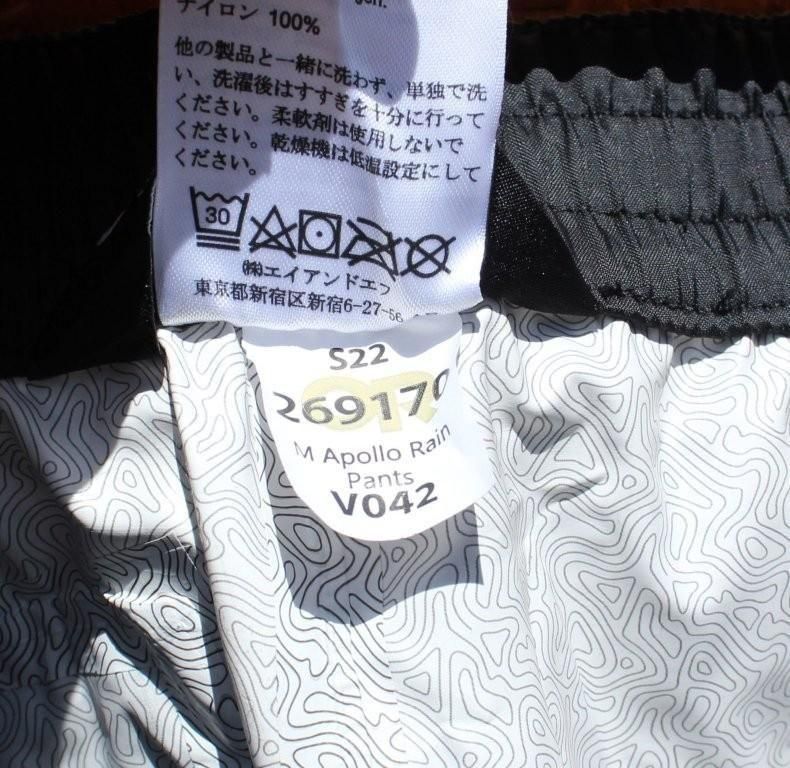 ナイロン 100%
gen.
他の製品と一緒に洗わず、単独で洗
い、洗濯後はすすぎを十分に行って
ください。柔軟剤は使用しないで
ください。乾燥機は低温設定にして
ください。
30
㈱エイアンドエフ
東京都新宿区新宿6-27-56
S22
OR
269170
M Apollo Rain
Pants
V042